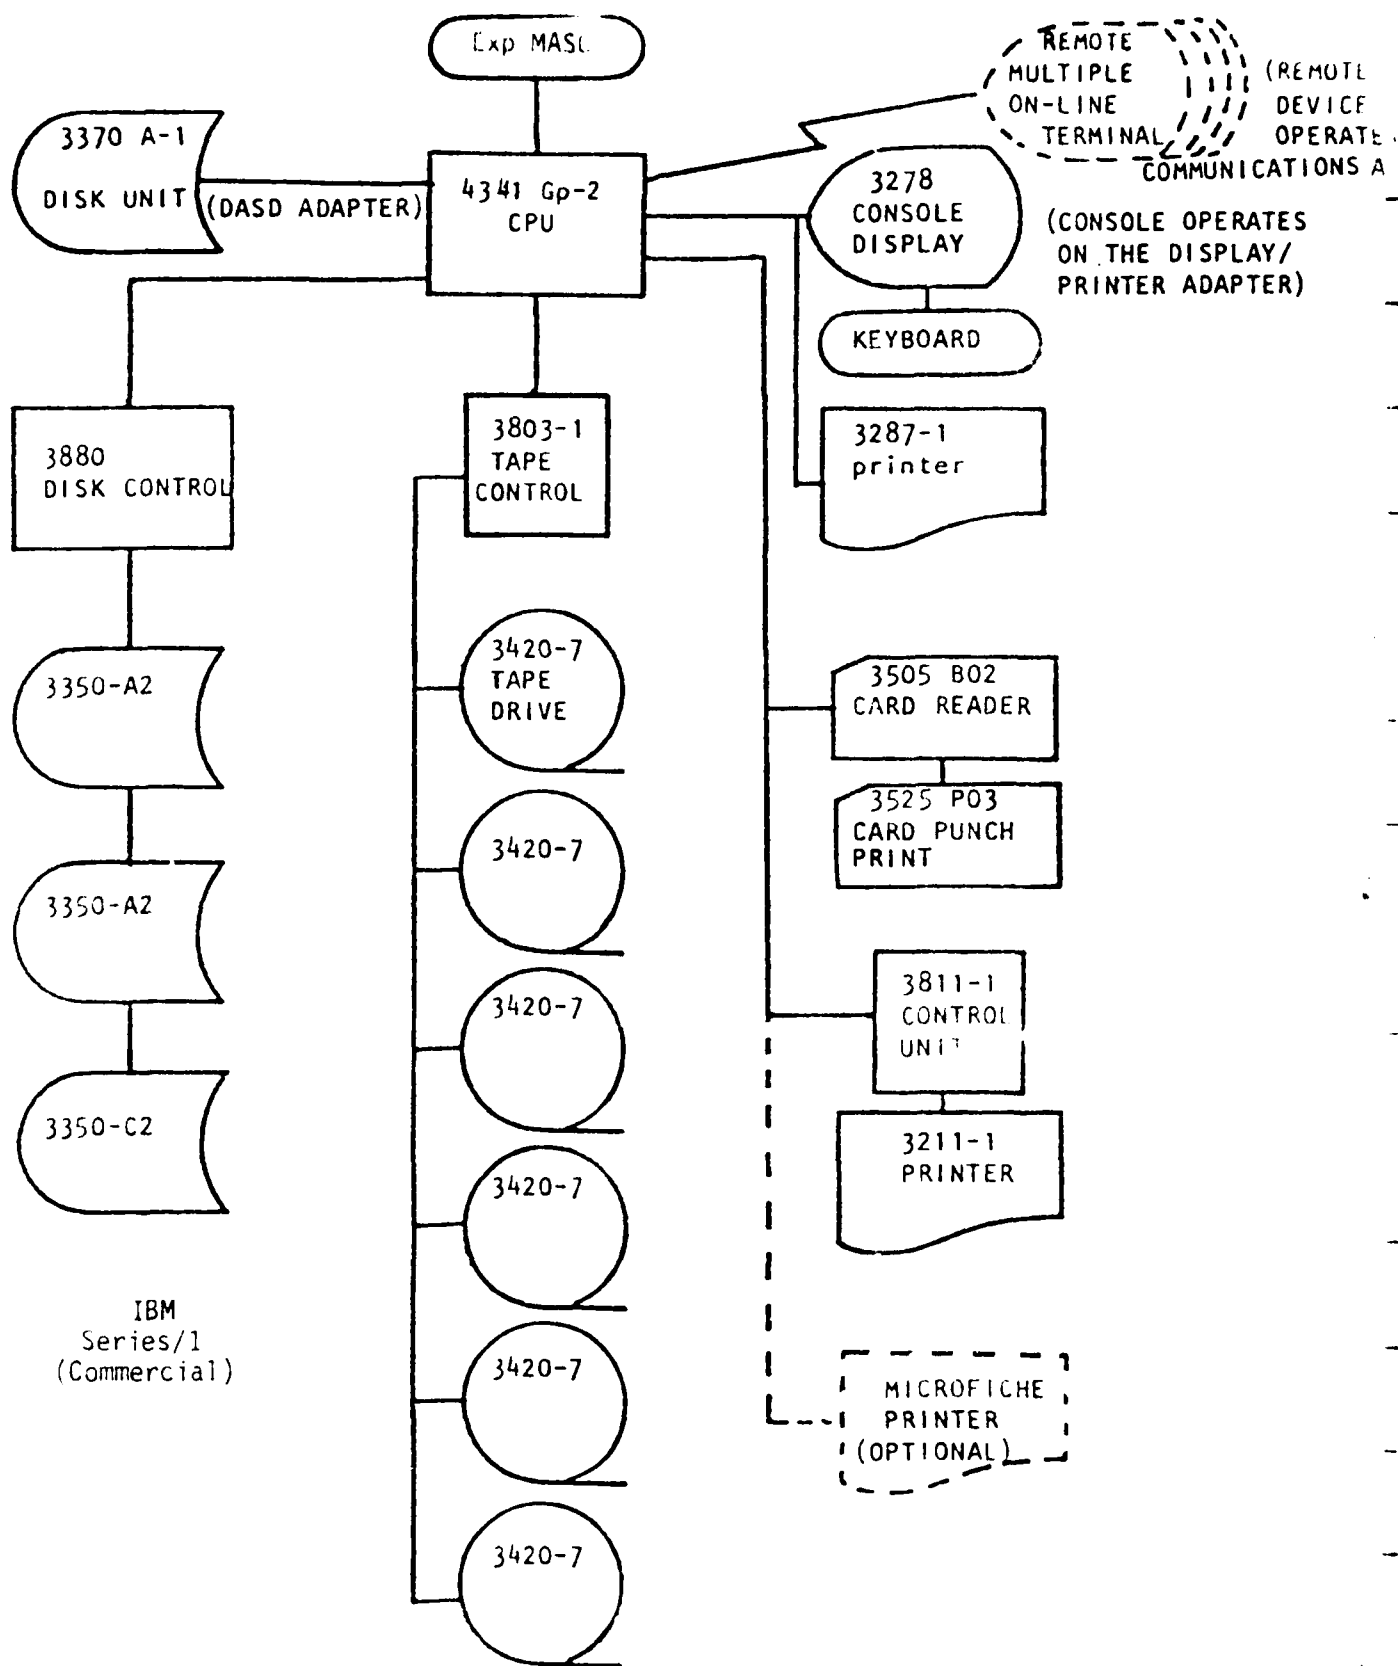 Exp
REMOTE
MULTIPLE
ON-LINE
TERMINAL
(REMOTE
DEVICE
OPERATE
COMMUNICATIONS A
3370 A-1
DISK UNIT
(DASD ADAPTER)
4341 Gp-2
CPU
3278
CONSOLE
DISPLAY
(CONSOLE OPERATES
ON THE DISPLAY/
PRINTER ADAPTER)
KEYBOARD
3880
DISK CONTROL
3803-1
TAPE
CONTROL
3287-1
printer
3350-A2
3350-A2
3350-C2
3420-7
TAPE
DRIVE
3420-7
3420-7
3420-7
3420-7
3420-7
3505 B02
CARD READER
3525 P03
CARD PUNCH
PRINT
3811-1
CONTROL
UNIT
3211-1
PRINTER
MICROFICHE
PRINTER
(OPTIONAL)
IBM
Series/1
(Commercial)